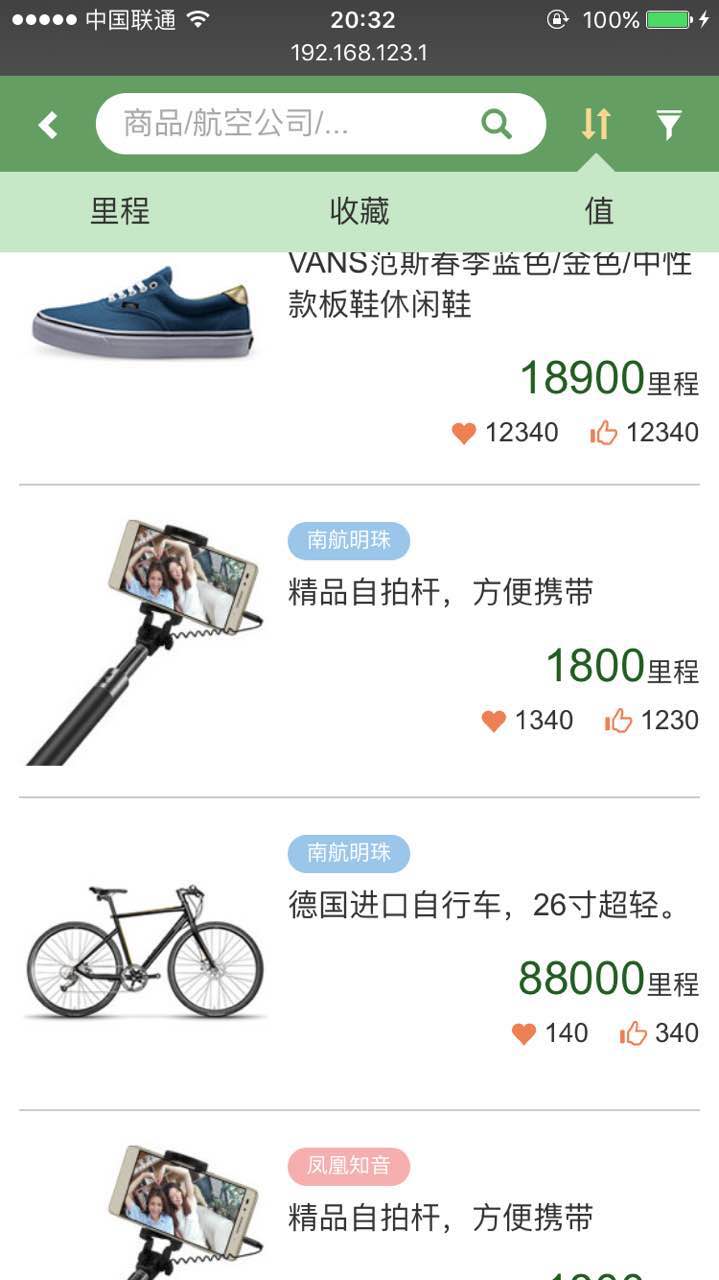 中国联通
20:32
100%
192.168.123.1
商品/航空公司/...
里程
收藏
值
VANS范斯春季蓝色/金色/中性
款板鞋休闲鞋
18900里程
12340
12340
南航明珠
精品自拍杆，方便携带
1800里程
1340
1230
南航明珠
德国进口自行车，26寸超轻。
88000里程
140
340
凤凰知音
精品自拍杆，方便携带